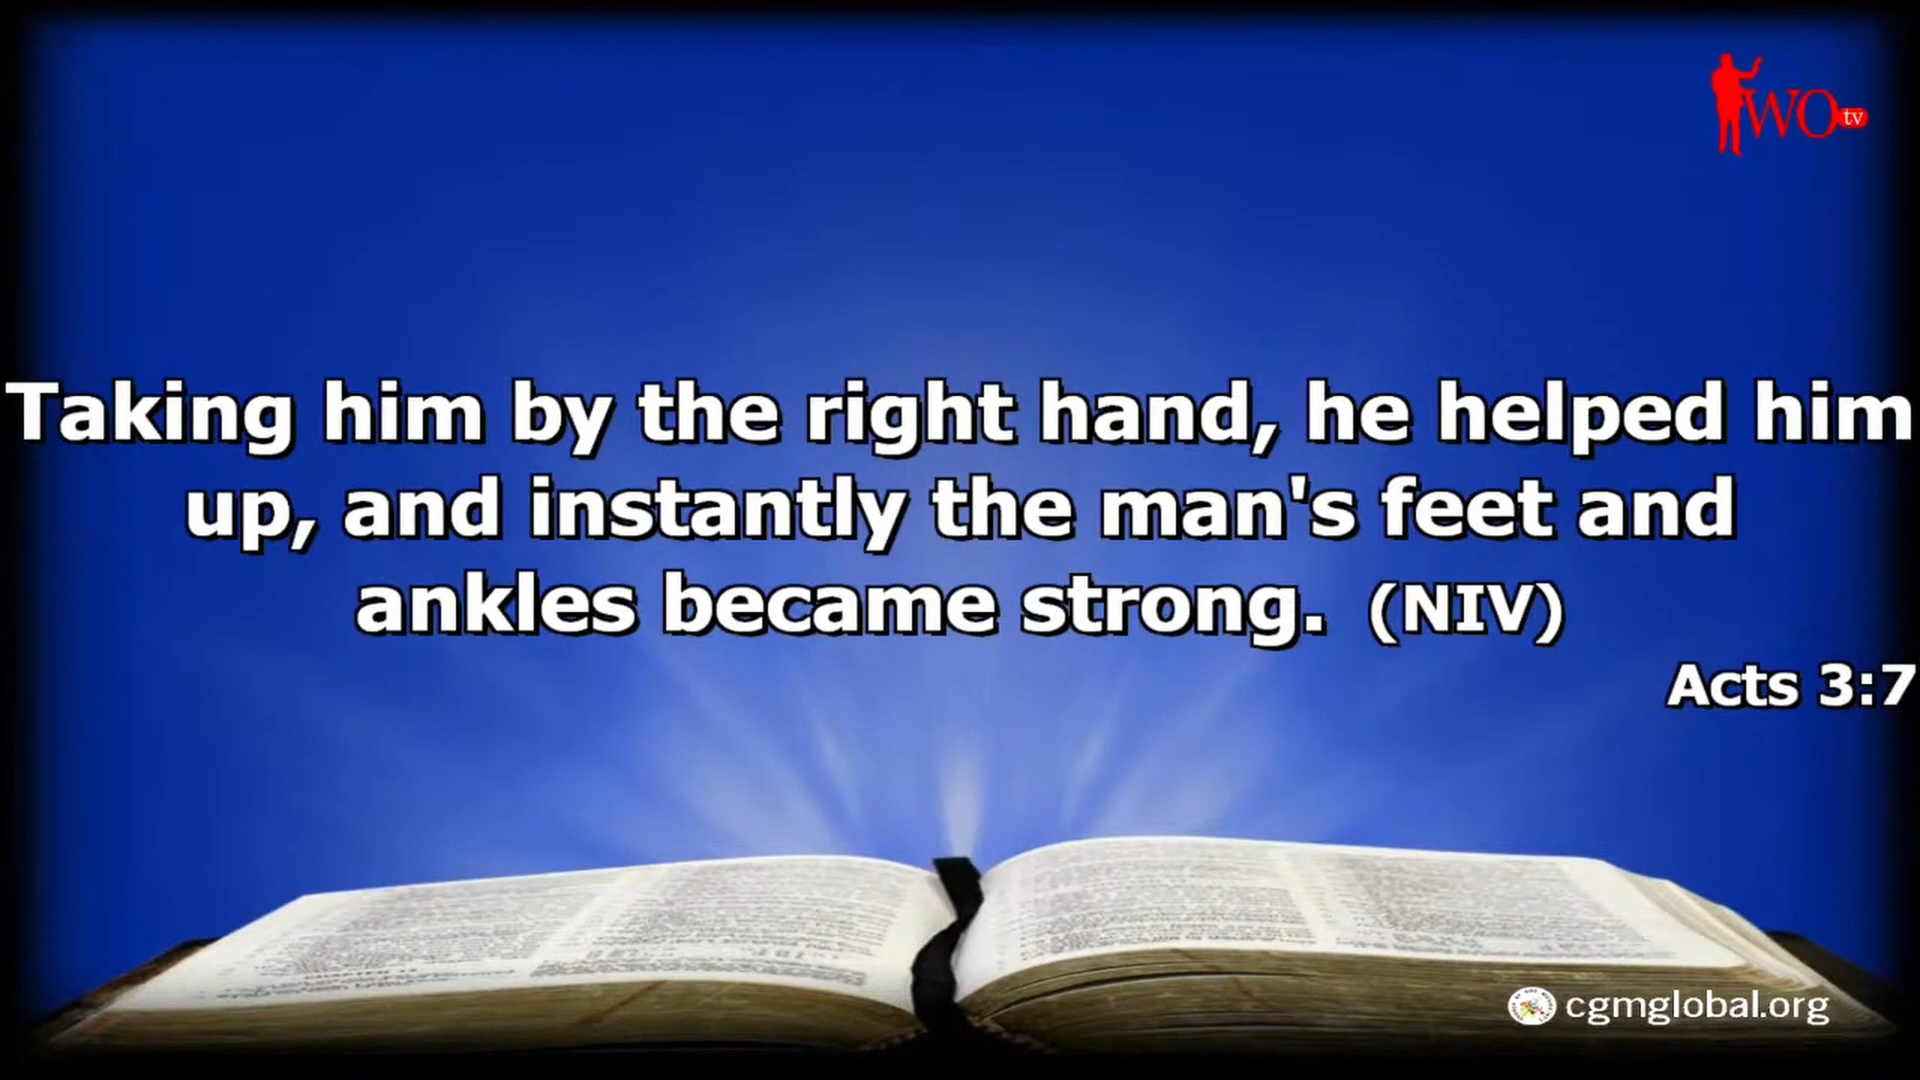 WO tv
Taking him by the right hand, he helped him
up, and instantly the man's feet and
ankles became strong. (NIV)
Acts 3:7
cgmglobal.org